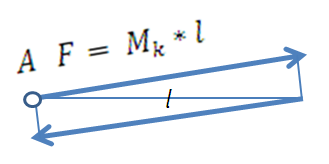 A F = Mₖ * l
l